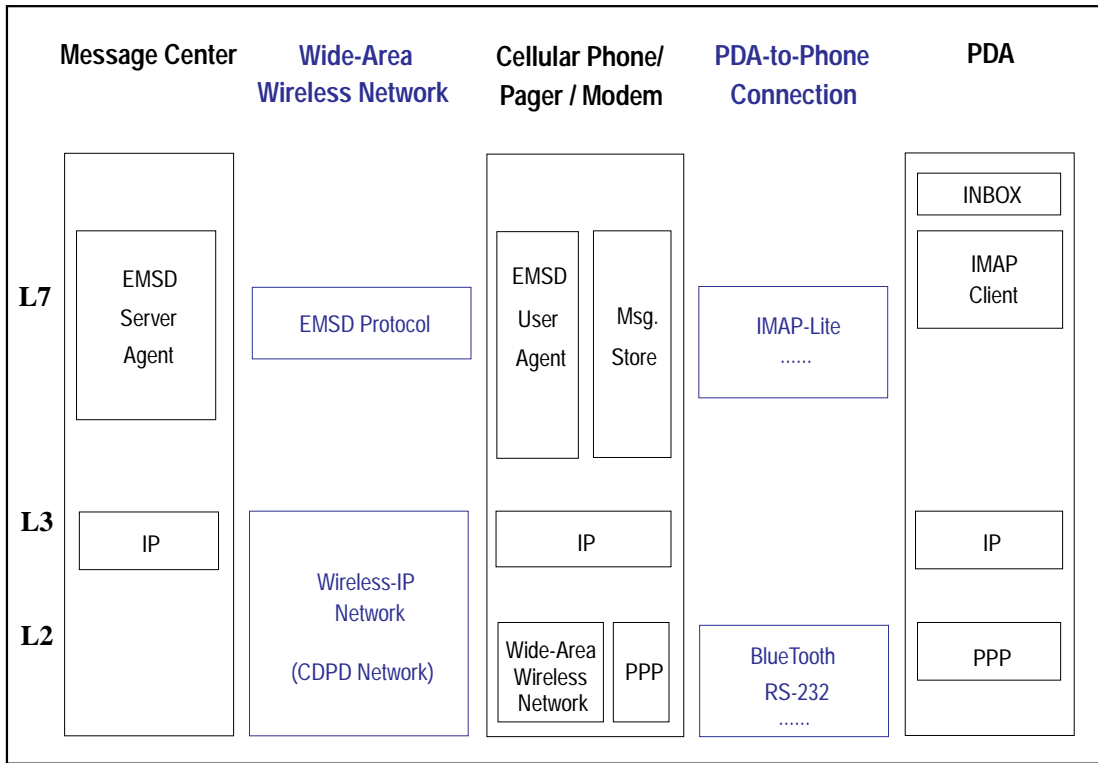 Message Center
Wide-Area
Wireless Network
Cellular Phone/
Pager / Modem
PDA-to-Phone
Connection
PDA
L7
L3
L2
EMSD
Server
Agent
IP
EMSD Protocol
Wireless-IP
Network
(CDPD Network)
EMSD
User
Agent
Msg.
Store
IP
Wide-Area
Wireless
Network
PPP
IMAP-Lite
......
BlueTooth
RS-232
......
INBOX
IMAP
Client
IP
PPP